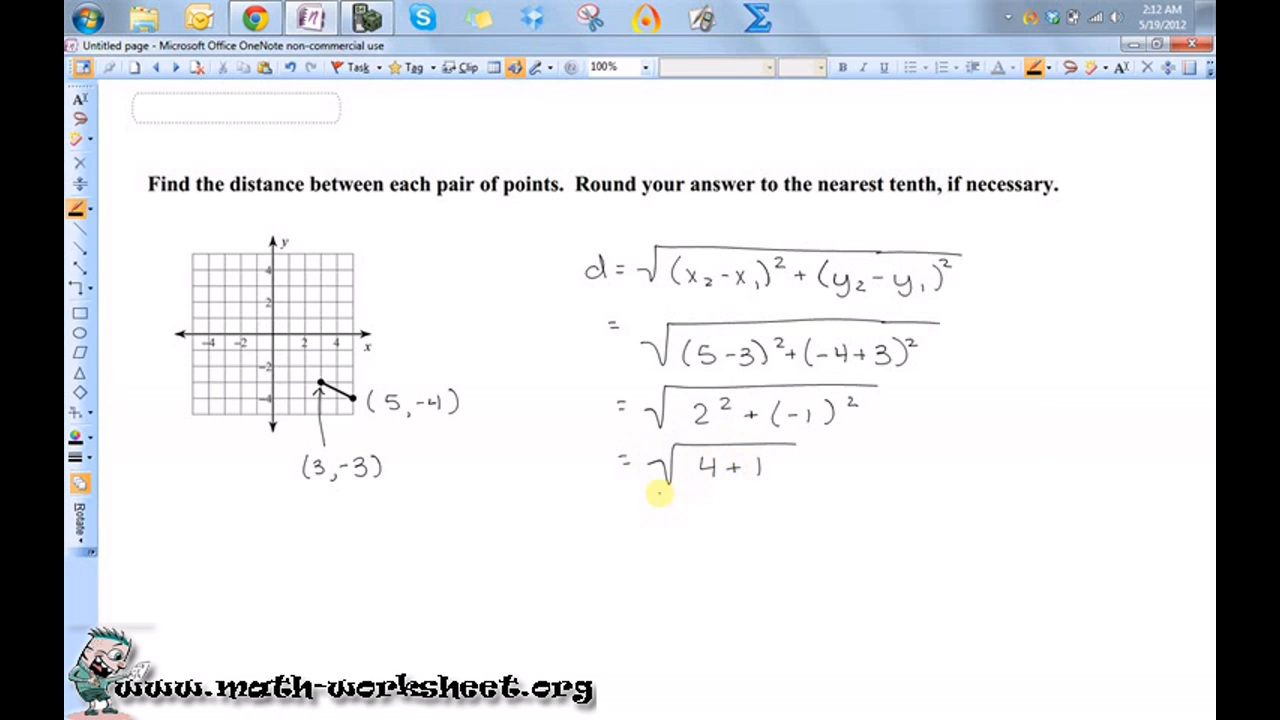 2:12 AM
5/19/2012
Untitled page - Microsoft Office OneNote non-commercial use
Task Tag Clip 100% B I U A
Find the distance between each pair of points. Round your answer to the nearest tenth, if necessary.
y
4
2
-4 -2 2 4 x
-2
-4
(5,-4)
(3,-3)
d = √(x₂-x₁)² + (y₂-y₁)²
= √(5-3)²+(-4+3)²
= √2² + (-1)²
= √4+1
Rotate
www.math-worksheet.org